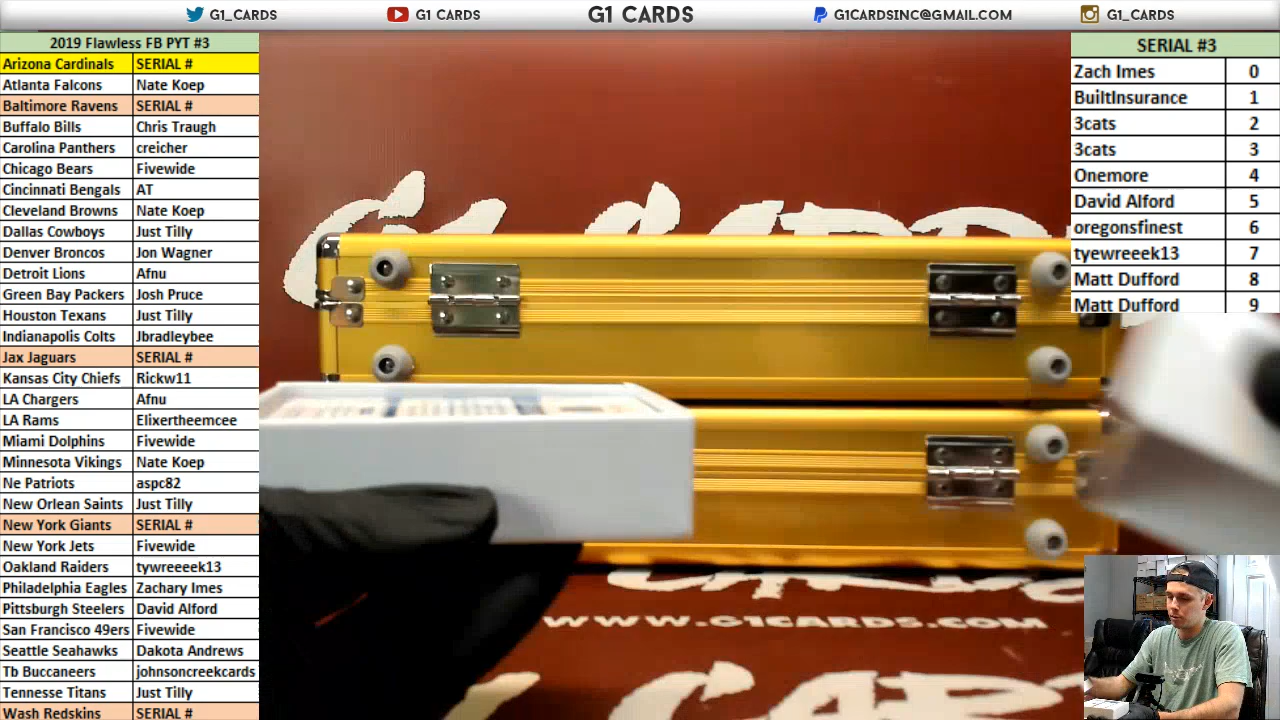 G1_CARDS
G1 CARDS
G1 CARDS
G1CARDSINC@GMAIL.COM
G1_CARDS
2019 Flawless FB PYT #3
Arizona Cardinals SERIAL #
Atlanta Falcons Nate Koep
Baltimore Ravens SERIAL #
Buffalo Bills Chris Traugh
Carolina Panthers creicher
Chicago Bears Fivewide
Cincinnati Bengals AT
Cleveland Browns Nate Koep
Dallas Cowboys Just Tilly
Denver Broncos Jon Wagner
Detroit Lions Afnu
Green Bay Packers Josh Pruce
Houston Texans Just Tilly
Indianapolis Colts Jbradleybee
Jax Jaguars SERIAL #
Kansas City Chiefs Rickw11
LA Chargers Afnu
LA Rams Elixertheemcee
Miami Dolphins Fivewide
Minnesota Vikings Nate Koep
Ne Patriots aspc82
New Orlean Saints Just Tilly
New York Giants SERIAL #
New York Jets Fivewide
Oakland Raiders tywreeeek13
Philadelphia Eagles Zachary Imes
Pittsburgh Steelers David Alford
San Francisco 49ers Fivewide
Seattle Seahawks Dakota Andrews
Tb Buccaneers johnsoncreekcards
Tennesse Titans Just Tilly
Wash Redskins SERIAL #
SERIAL #3
Zach Imes 0
BuiltInsurance 1
3cats 2
3cats 3
Onemore 4
David Alford 5
oregonsfinest 6
tyewreeek13 7
Matt Dufford 8
Matt Dufford 9
WWW.G1CARDS.COM